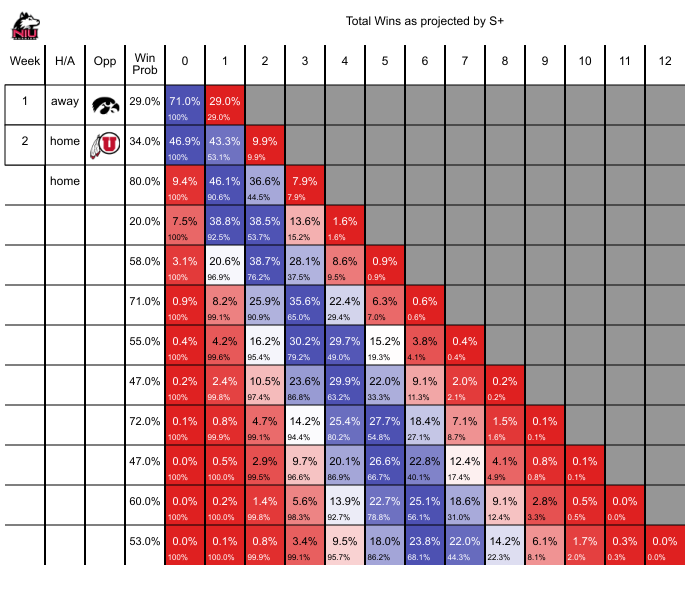 Total Wins as projected by S+
NIU
Week H/A Opp Win Prob 0 1 2 3 4 5 6 7 8 9 10 11 12
1 away 29.0% 71.0% 29.0%
100% 29.0%
2 home U 34.0% 46.9% 43.3% 9.9%
100% 53.1% 9.9%
home 80.0% 9.4% 46.1% 36.6% 7.9%
100% 90.6% 44.5% 7.9%
20.0% 7.5% 38.8% 38.5% 13.6% 1.6%
100% 92.5% 53.7% 15.2% 1.6%
58.0% 3.1% 20.6% 38.7% 28.1% 8.6% 0.9%
100% 96.9% 76.2% 37.5% 9.5% 0.9%
71.0% 0.9% 8.2% 25.9% 35.6% 22.4% 6.3% 0.6%
100% 99.1% 90.9% 65.0% 29.4% 7.0% 0.6%
55.0% 0.4% 4.2% 16.2% 30.2% 29.7% 15.2% 3.8% 0.4%
100% 99.6% 95.4% 79.2% 49.0% 19.3% 4.1% 0.4%
47.0% 0.2% 2.4% 10.5% 23.6% 29.9% 22.0% 9.1% 2.0% 0.2%
100% 99.8% 97.4% 86.8% 63.2% 33.3% 11.3% 2.1% 0.2%
72.0% 0.1% 0.8% 4.7% 14.2% 25.4% 27.7% 18.4% 7.1% 1.5% 0.1%
100% 99.9% 99.1% 94.4% 80.2% 54.8% 27.1% 8.7% 1.6% 0.1%
47.0% 0.0% 0.5% 2.9% 9.7% 20.1% 26.6% 22.8% 12.4% 4.1% 0.8% 0.1%
100% 100.0% 99.5% 96.6% 86.9% 66.7% 40.1% 17.4% 4.9% 0.8% 0.1%
60.0% 0.0% 0.2% 1.4% 5.6% 13.9% 22.7% 25.1% 18.6% 9.1% 2.8% 0.5% 0.0%
100% 100.0% 99.8% 98.3% 92.7% 78.8% 56.1% 31.0% 12.4% 3.3% 0.5% 0.0%
53.0% 0.0% 0.1% 0.8% 3.4% 9.5% 18.0% 23.8% 22.0% 14.2% 6.1% 1.7% 0.3% 0.0%
100% 100.0% 99.9% 99.1% 95.7% 86.2% 68.1% 44.3% 22.3% 8.1% 2.0% 0.3% 0.0%